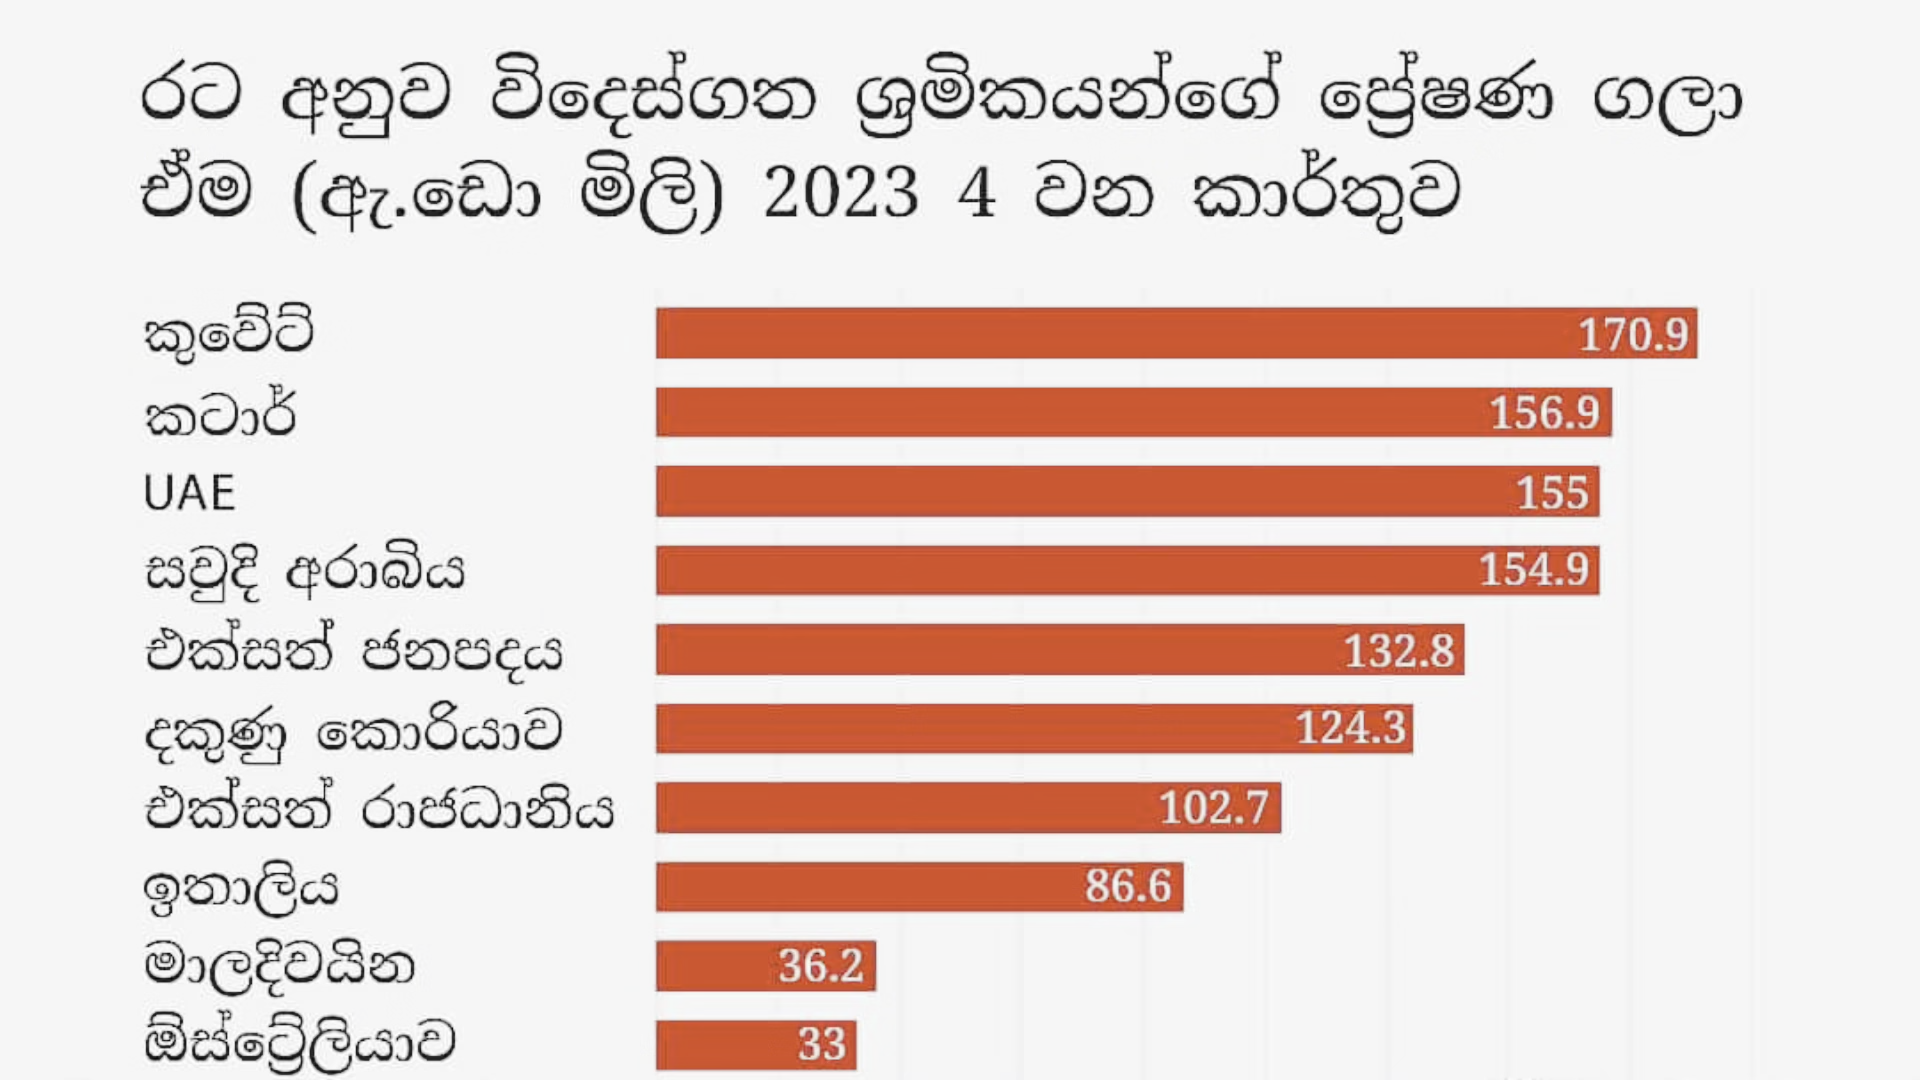 රට අනුව විදෙස්ගත ශ්‍රමිකයන්ගේ ප්‍රේෂණ ගලා
ඒම (ඇ.ඩො මිලි) 2023 4 වන කාර්තුව
කුවේට් 170.9
කටාර් 156.9
UAE 155
සවුදි අරාබිය 154.9
එක්සත් ජනපදය 132.8
දකුණු කොරියාව 124.3
එක්සත් රාජධානිය 102.7
ඉතාලිය 86.6
මාලදිවයින 36.2
ඕස්ට්‍රේලියාව 33